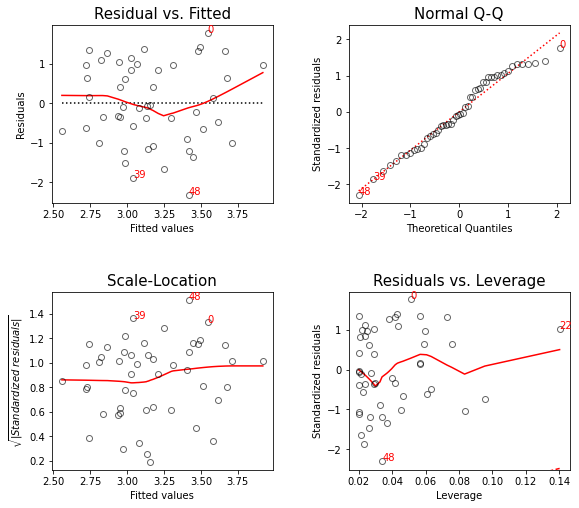 Residual vs. Fitted
Residuals
1
0
−1
−2
0
39
48
2.50 2.75 3.00 3.25 3.50 3.75
Fitted values
Normal Q-Q
Standardized residuals
2
1
0
−1
−2
0
39
48
−2 −1 0 1 2
Theoretical Quantiles
Scale-Location
√|Standardized residuals|
1.4
1.2
1.0
0.8
0.6
0.4
0.2
39
48
0
2.50 2.75 3.00 3.25 3.50 3.75
Fitted values
Residuals vs. Leverage
Standardized residuals
1
0
−1
−2
0
22
48
0.02 0.04 0.06 0.08 0.10 0.12 0.14
Leverage